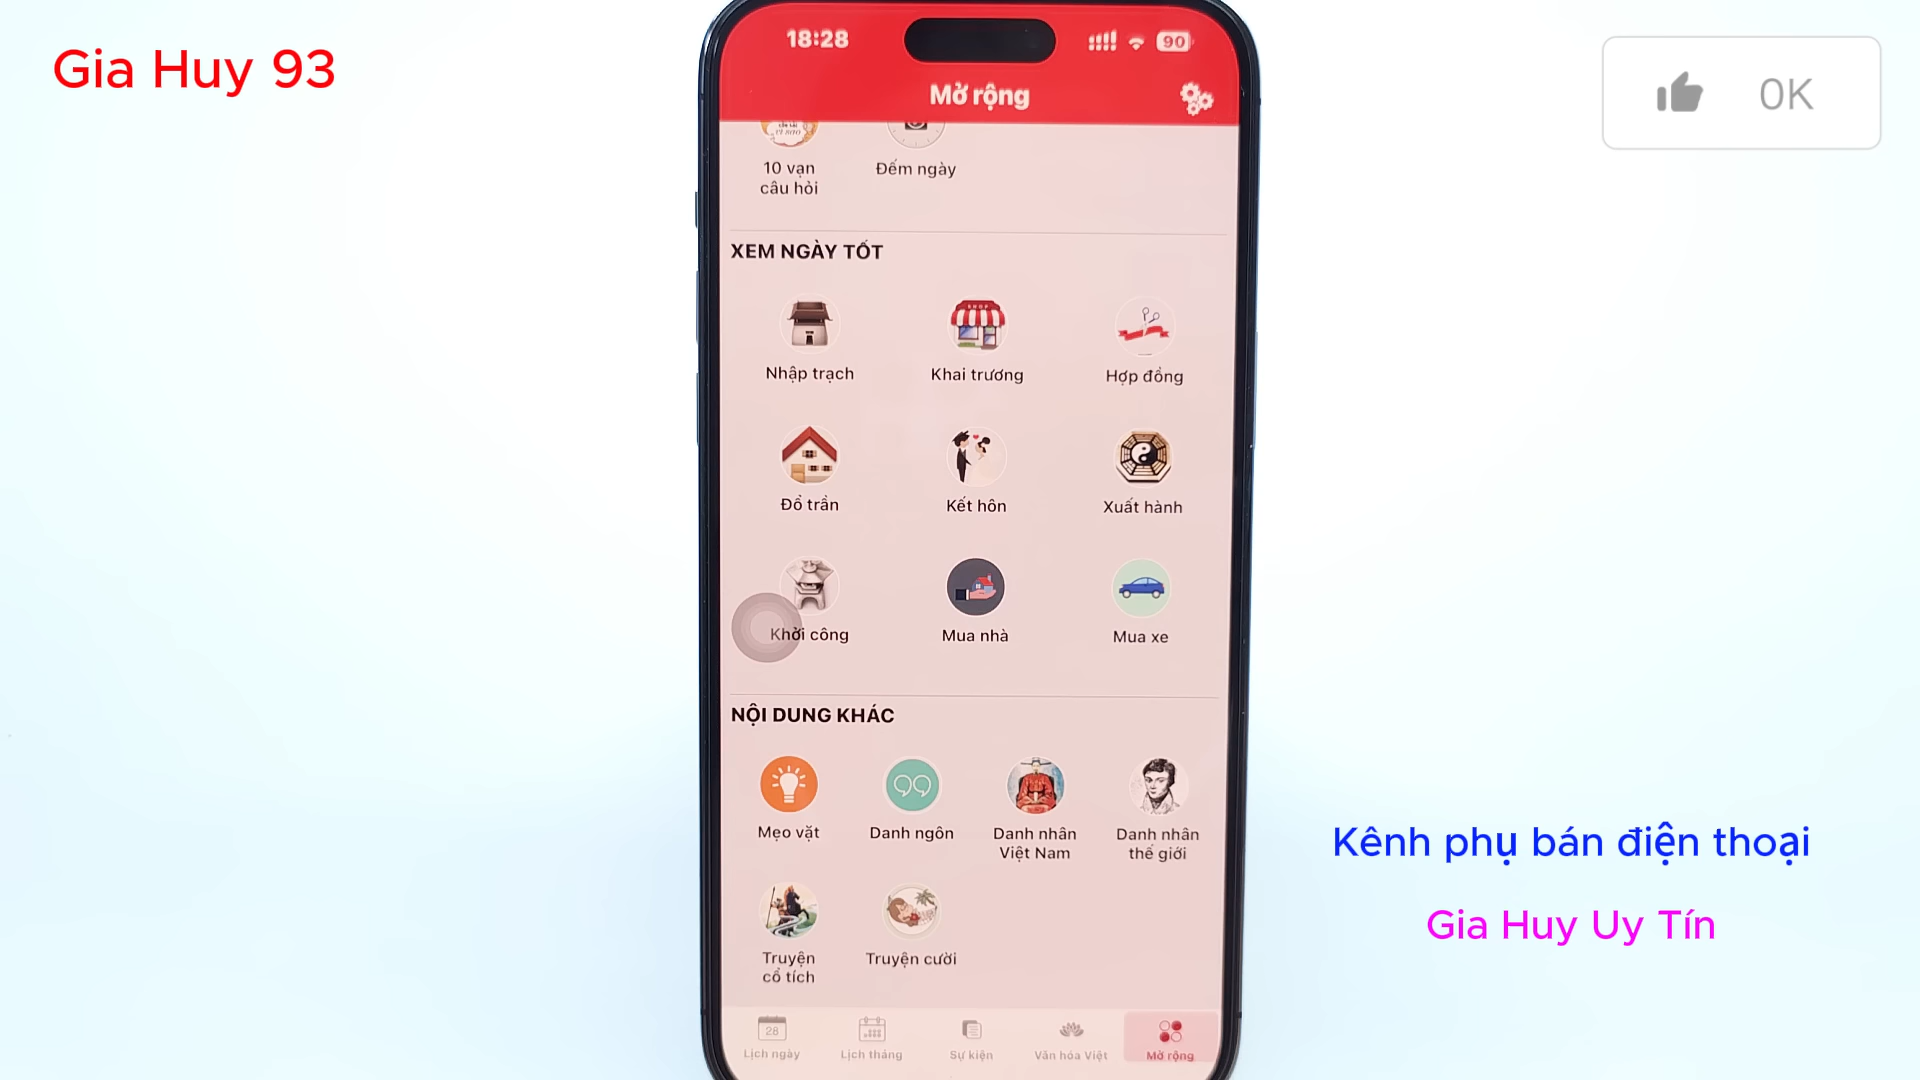 Gia Huy 93
0K
18:28
90
Mở rộng
10 vạn
câu hỏi
Đếm ngày
XEM NGÀY TỐT
SHOP
Nhập trạch
Khai trương
Hợp đồng
Đổ trần
Kết hôn
Xuất hành
Khởi công
Mua nhà
Mua xe
NỘI DUNG KHÁC
Mẹo vặt
Danh ngôn
Danh nhân
Việt Nam
Danh nhân
thế giới
Truyện
cổ tích
Truyện cười
28
Lịch ngày
Lịch tháng
Sự kiện
Văn hóa Việt
Mở rộng
Kênh phụ bán điện thoại
Gia Huy Uy Tín